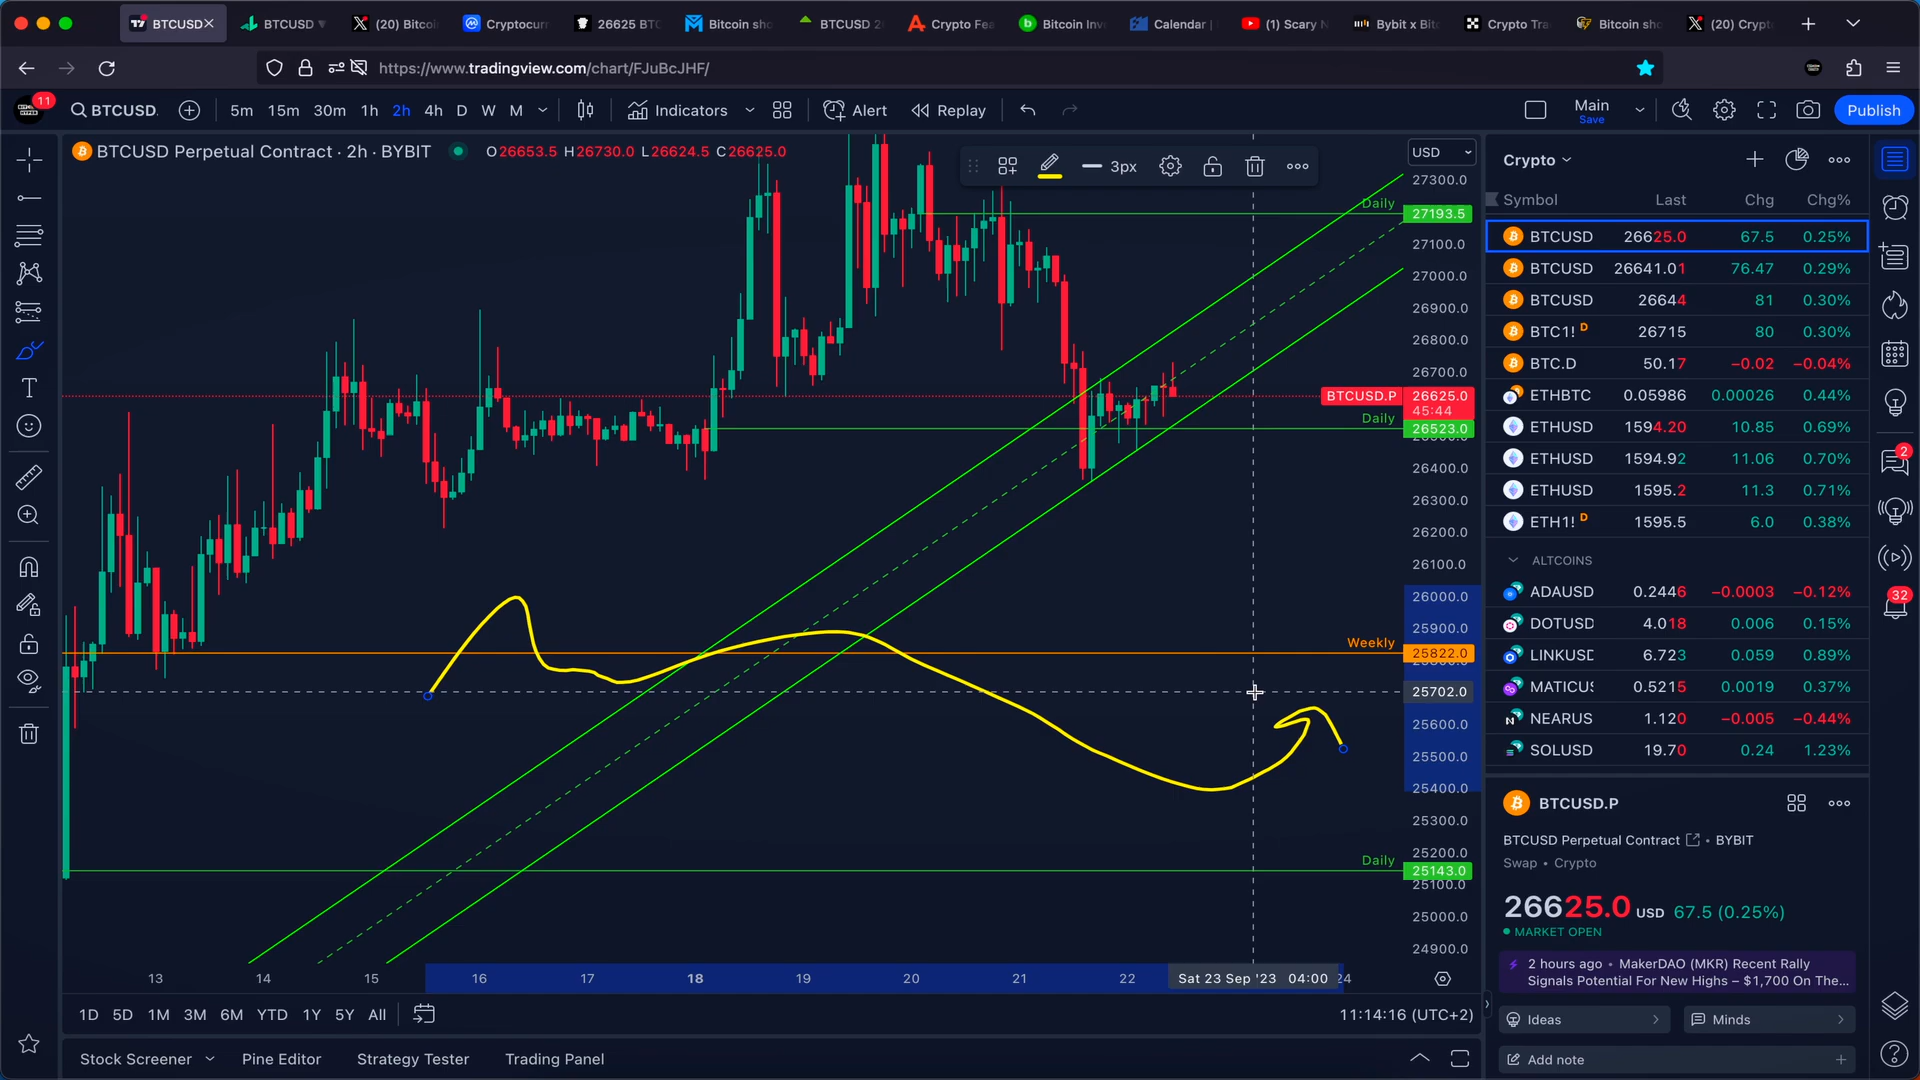 BTCUSD
BTCUSD
(20) Bitcoi
Cryptocurr
26625 BTC
Bitcoin sho
BTCUSD 2
Crypto Fea
Bitcoin Inv
Calendar |
(1) Scary N
Bybit x Bit
Crypto Tra
Bitcoin sho
(20) Crypt
https://www.tradingview.com/chart/FJuBcJHF/
11
BTCUSD.
5m 15m 30m 1h 2h 4h D W M
Indicators
Alert
Replay
Main
Save
Publish
BTCUSD Perpetual Contract · 2h · BYBIT
O26653.5 H26730.0 L26624.5 C26625.0
3px
USD
27300.0
Daily 27193.5
27100.0
27000.0
26900.0
26800.0
26700.0
BTCUSD.P 26625.0
45:44
Daily 26523.0
26400.0
26300.0
26200.0
26100.0
26000.0
25900.0
Weekly 25822.0
25702.0
25600.0
25500.0
25400.0
25300.0
25200.0
Daily 25143.0
25100.0
25000.0
24900.0
13 14 15 16 17 18 19 20 21 22 Sat 23 Sep '23 04:00 24
1D 5D 1M 3M 6M YTD 1Y 5Y All
11:14:16 (UTC+2)
Stock Screener
Pine Editor
Strategy Tester
Trading Panel
Crypto
Symbol Last Chg Chg%
BTCUSD 26625.0 67.5 0.25%
BTCUSD 26641.01 76.47 0.29%
BTCUSD 26644 81 0.30%
BTC1! D 26715 80 0.30%
BTC.D 50.17 −0.02 −0.04%
ETHBTC 0.05986 0.00026 0.44%
ETHUSD 1594.20 10.85 0.69%
ETHUSD 1594.92 11.06 0.70%
ETHUSD 1595.2 11.3 0.71%
ETH1! D 1595.5 6.0 0.38%
ALTCOINS
ADAUSD 0.2446 −0.0003 −0.12%
DOTUSD 4.018 0.006 0.15%
LINKUSD 6.723 0.059 0.89%
MATICUS 0.5215 0.0019 0.37%
NEARUS 1.120 −0.005 −0.44%
SOLUSD 19.70 0.24 1.23%
BTCUSD.P
BTCUSD Perpetual Contract • BYBIT
Swap • Crypto
26625.0 USD 67.5 (0.25%)
MARKET OPEN
2 hours ago • MakerDAO (MKR) Recent Rally
Signals Potential For New Highs – $1,700 On The...
Ideas
Minds
Add note
2
32